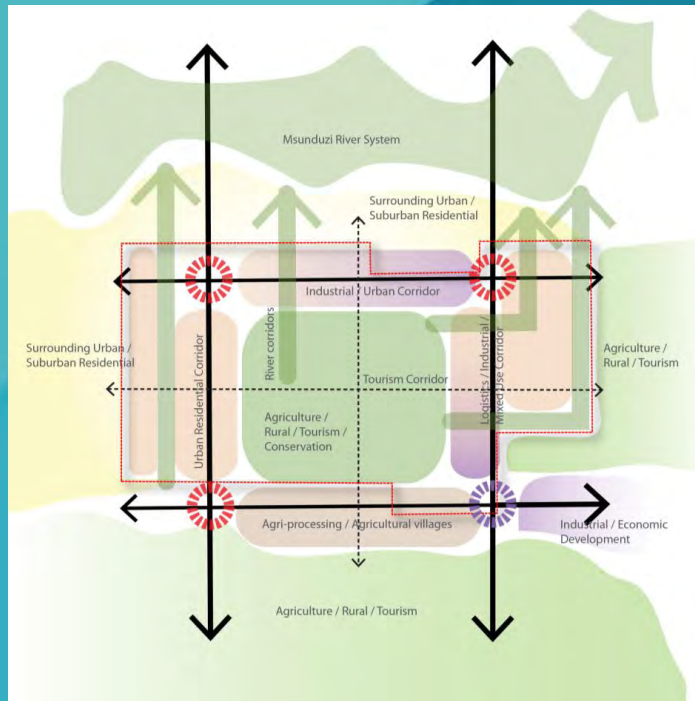 Msunduzi River System
Surrounding Urban /
Suburban Residential
Industrial / Urban Corridor
Surrounding Urban /
Suburban Residential
Urban Residential Corridor
River corridors
Tourism Corridor
Logistics / Industrial /
Mixed Use Corridor
Agriculture /
Rural / Tourism
Agriculture /
Rural / Tourism /
Conservation
Agri-processing / Agricultural villages
Industrial / Economic
Development
Agriculture / Rural / Tourism